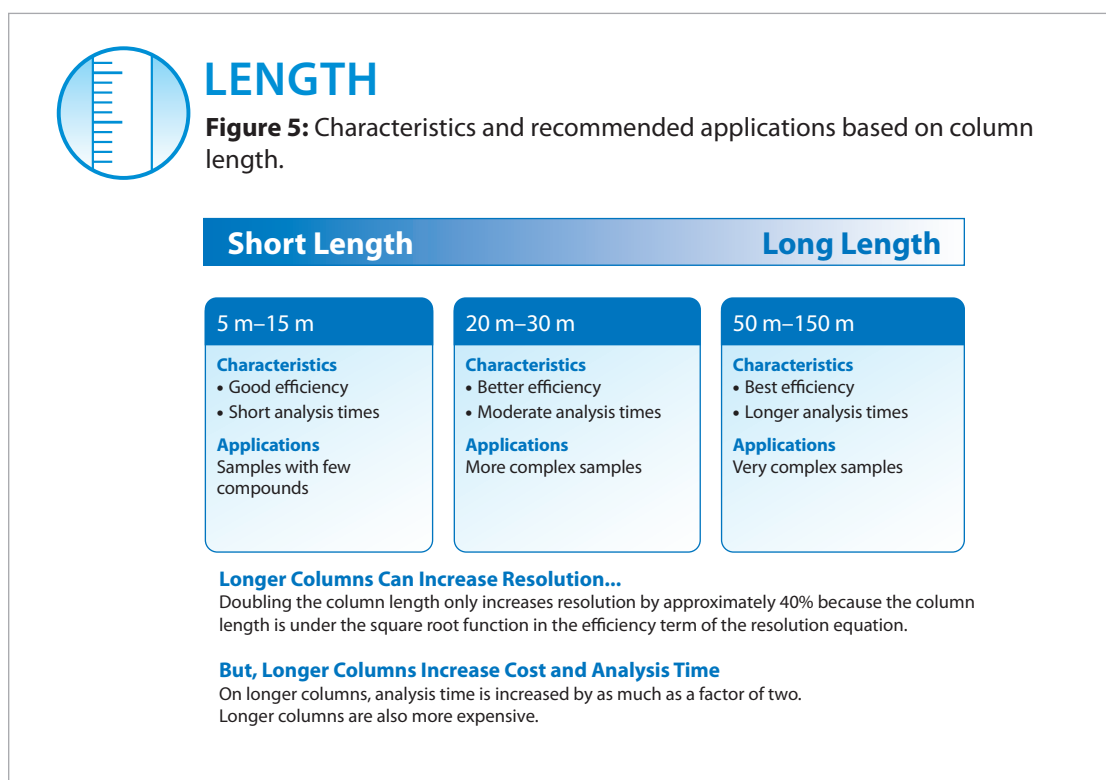 LENGTH
Figure 5: Characteristics and recommended applications based on column
length.
Short Length
Long Length
5 m–15 m
Characteristics
• Good efficiency
• Short analysis times
Applications
Samples with few
compounds
20 m–30 m
Characteristics
• Better efficiency
• Moderate analysis times
Applications
More complex samples
50 m–150 m
Characteristics
• Best efficiency
• Longer analysis times
Applications
Very complex samples
Longer Columns Can Increase Resolution...
Doubling the column length only increases resolution by approximately 40% because the column
length is under the square root function in the efficiency term of the resolution equation.
But, Longer Columns Increase Cost and Analysis Time
On longer columns, analysis time is increased by as much as a factor of two.
Longer columns are also more expensive.